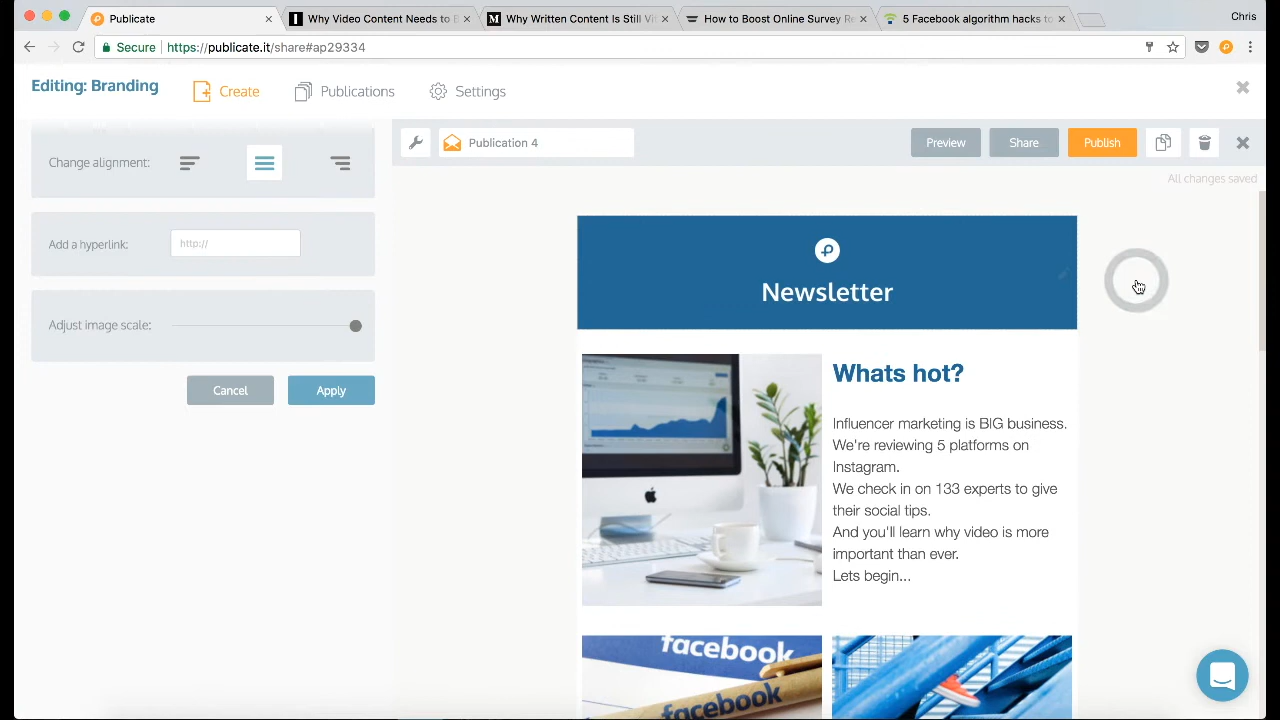 Publicate
Why Video Content Needs to B
Why Written Content Is Still Vit
How to Boost Online Survey Re
5 Facebook algorithm hacks to
Chris
Secure
https://publicate.it/share#ap29334
Editing: Branding
Create
Publications
Settings
Publication 4
Preview
Share
Publish
All changes saved
Change alignment:
Add a hyperlink:
http://
Adjust image scale:
Cancel
Apply
Newsletter
Whats hot?
Influencer marketing is BIG business.
We're reviewing 5 platforms on
Instagram.
We check in on 133 experts to give
their social tips.
And you'll learn why video is more
important than ever.
Lets begin...
facebook
facebook